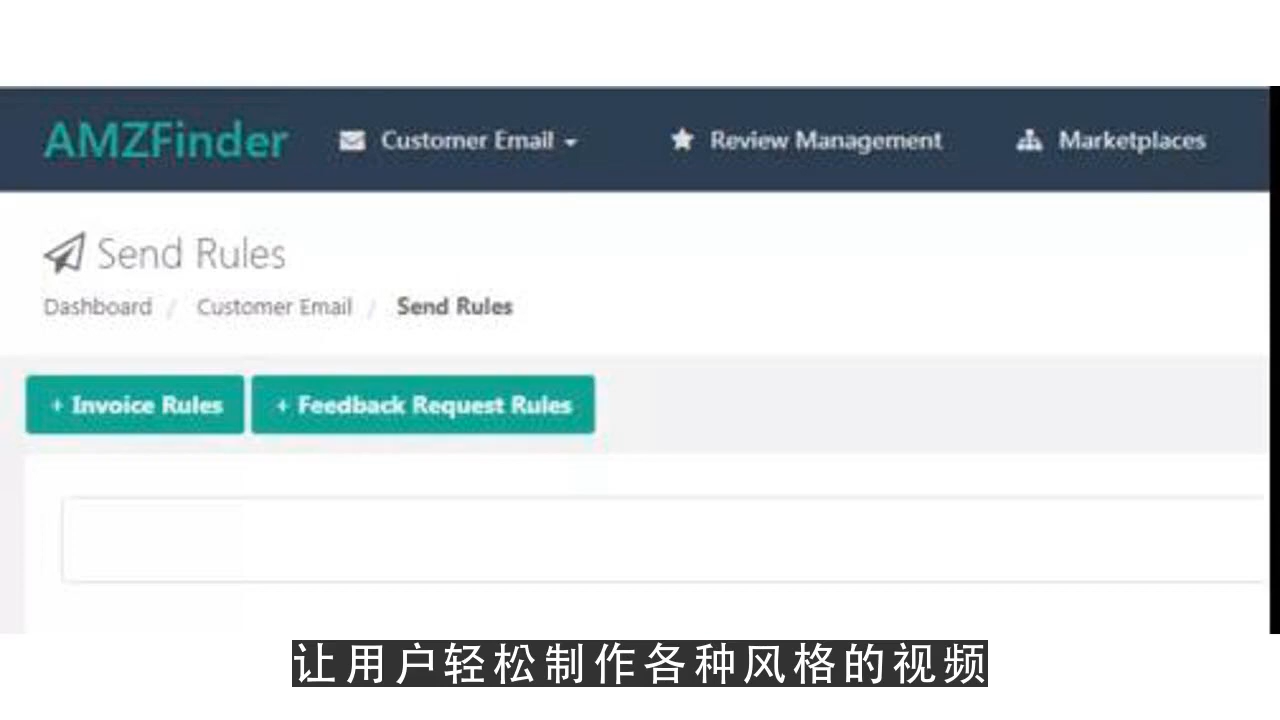 AMZFinder Customer Email Review Management Marketplaces
Send Rules
Dashboard / Customer Email / Send Rules
+ Invoice Rules + Feedback Request Rules
让用户轻松制作各种风格的视频